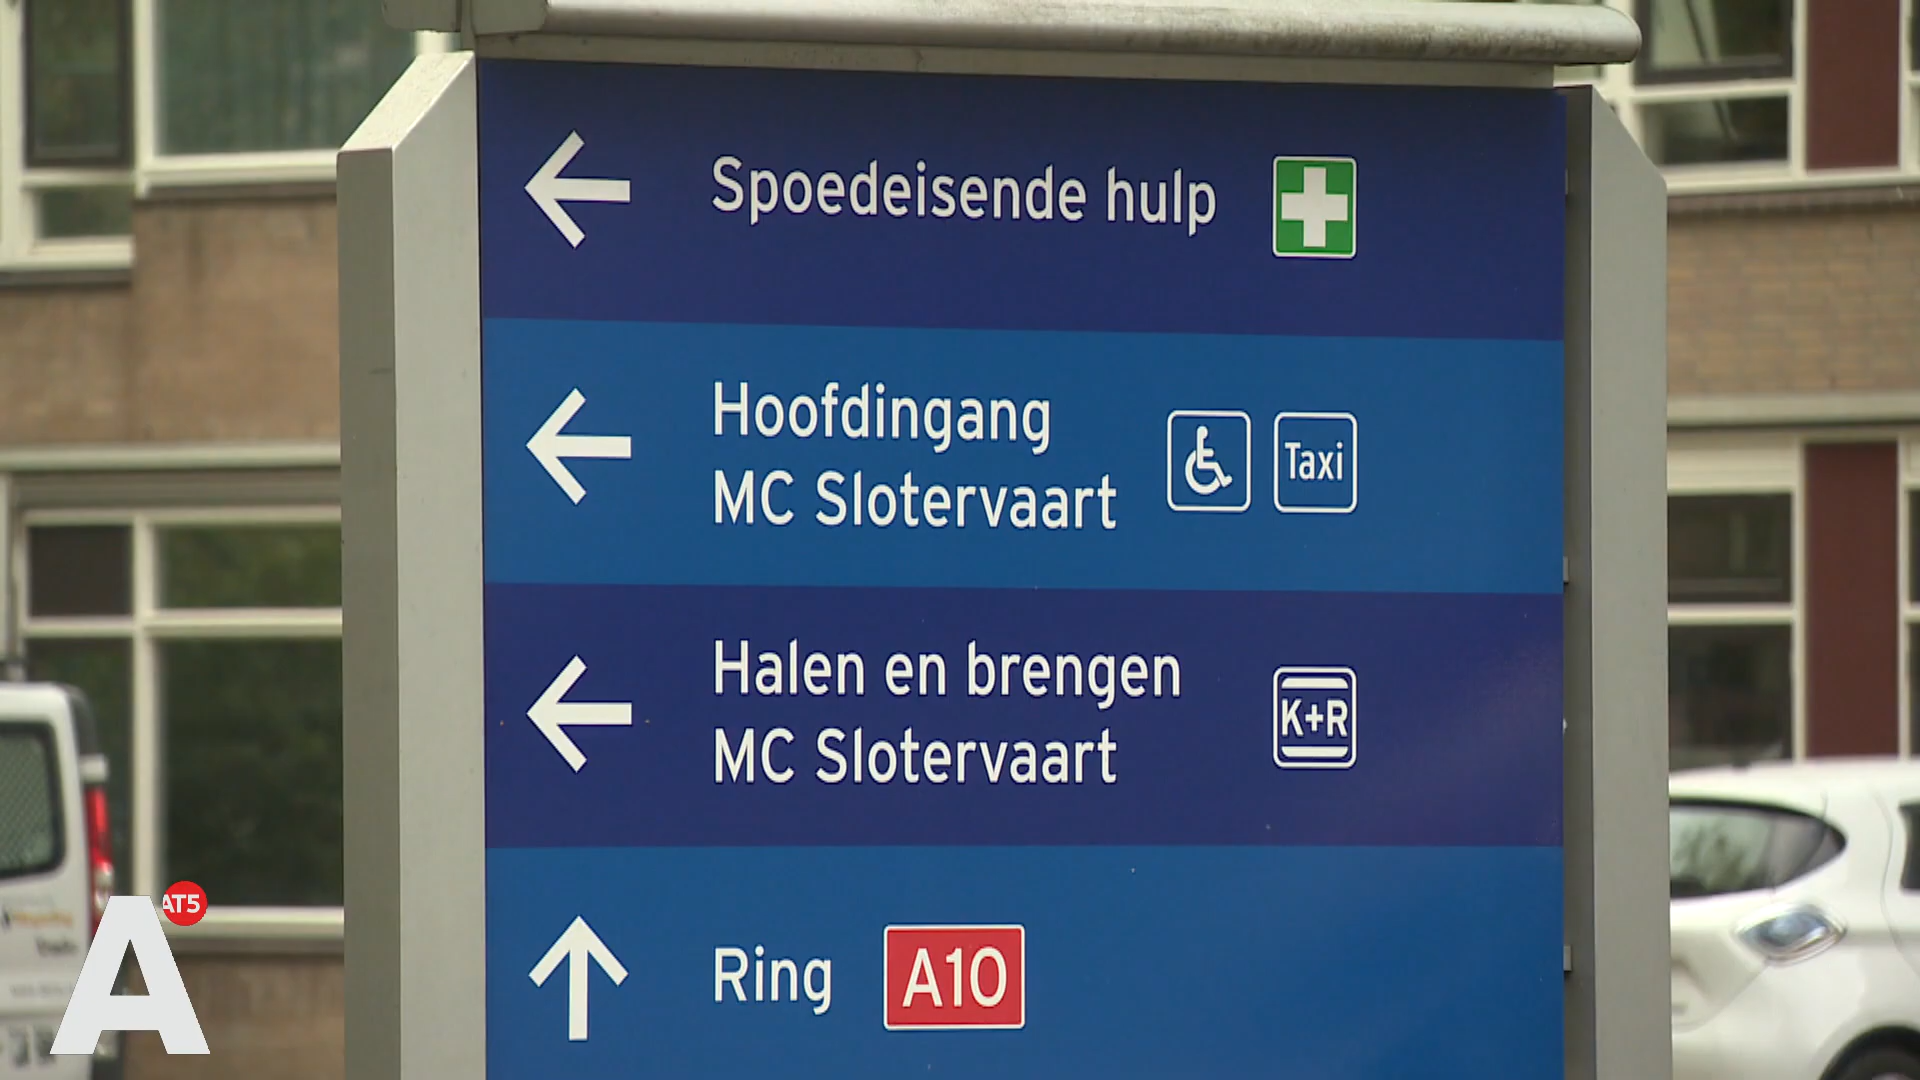 Spoedeisende hulp
Hoofdingang
MC Slotervaart
Taxi
Halen en brengen
MC Slotervaart
K+R
Ring A10
A AT5